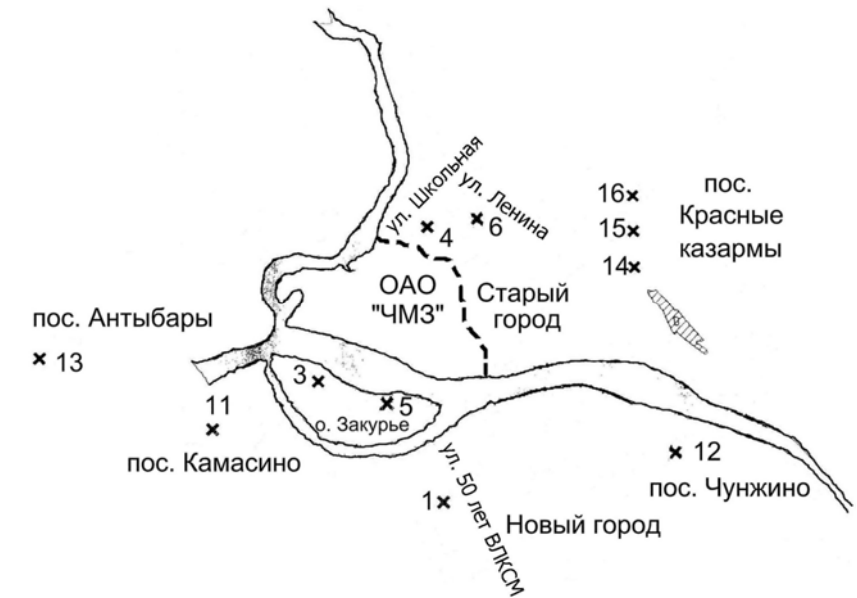 ул. Школьная
ул. Ленина
4
6
16
15
14
пос.
Красные
казармы
ОАО
"ЧМЗ"
Старый
город
пос. Антыбары
13
3
5
о. Закурье
11
пос. Камасино
ул. 50 лет ВЛКСМ
1
Новый город
12
пос. Чунжино